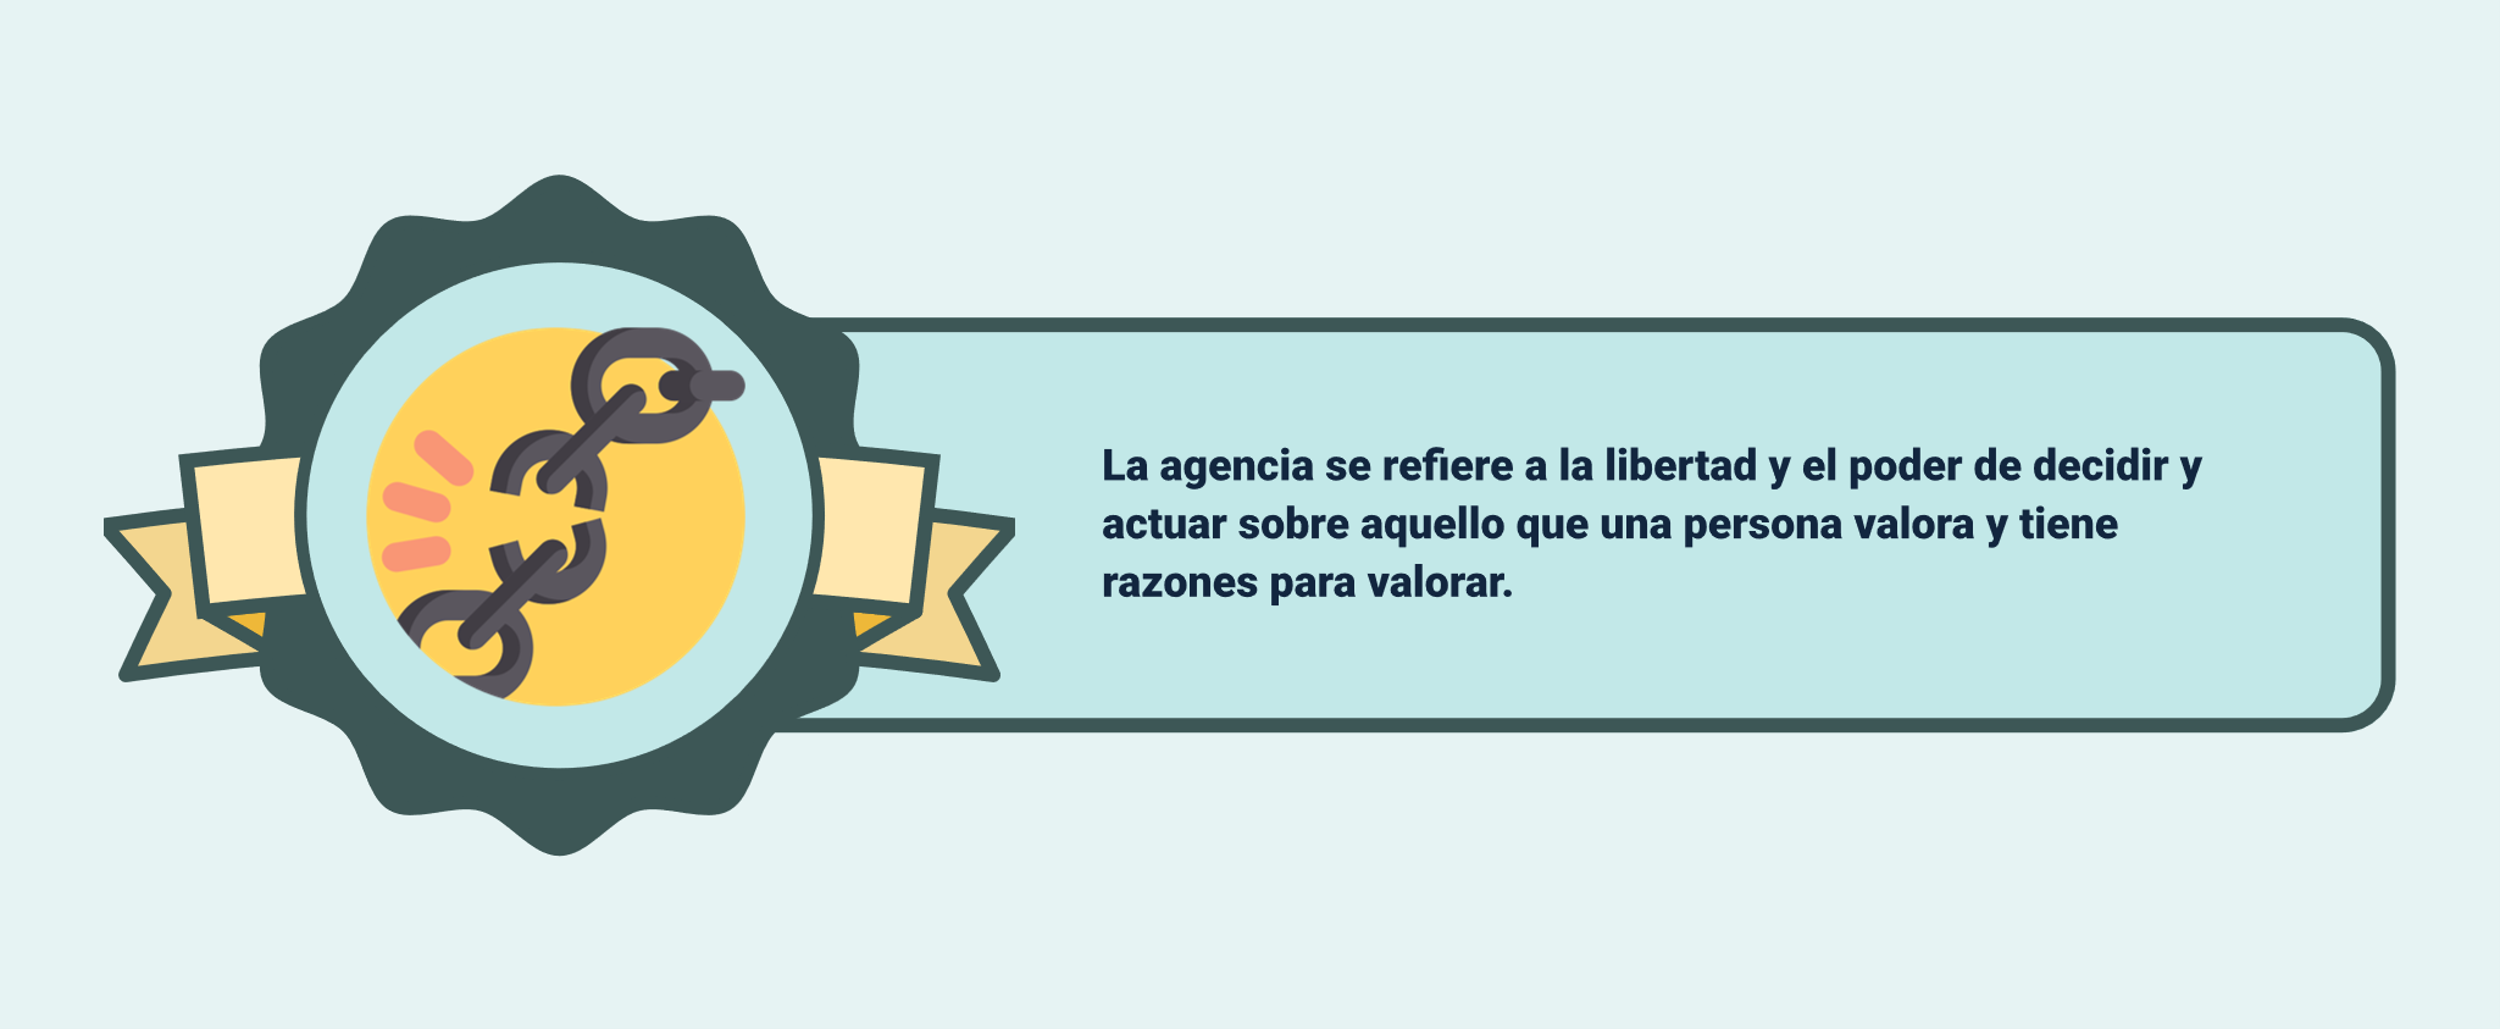 La agencia se refiere a la libertad y el poder de decidir y
actuar sobre aquello que una persona valora y tiene
razones para valorar.